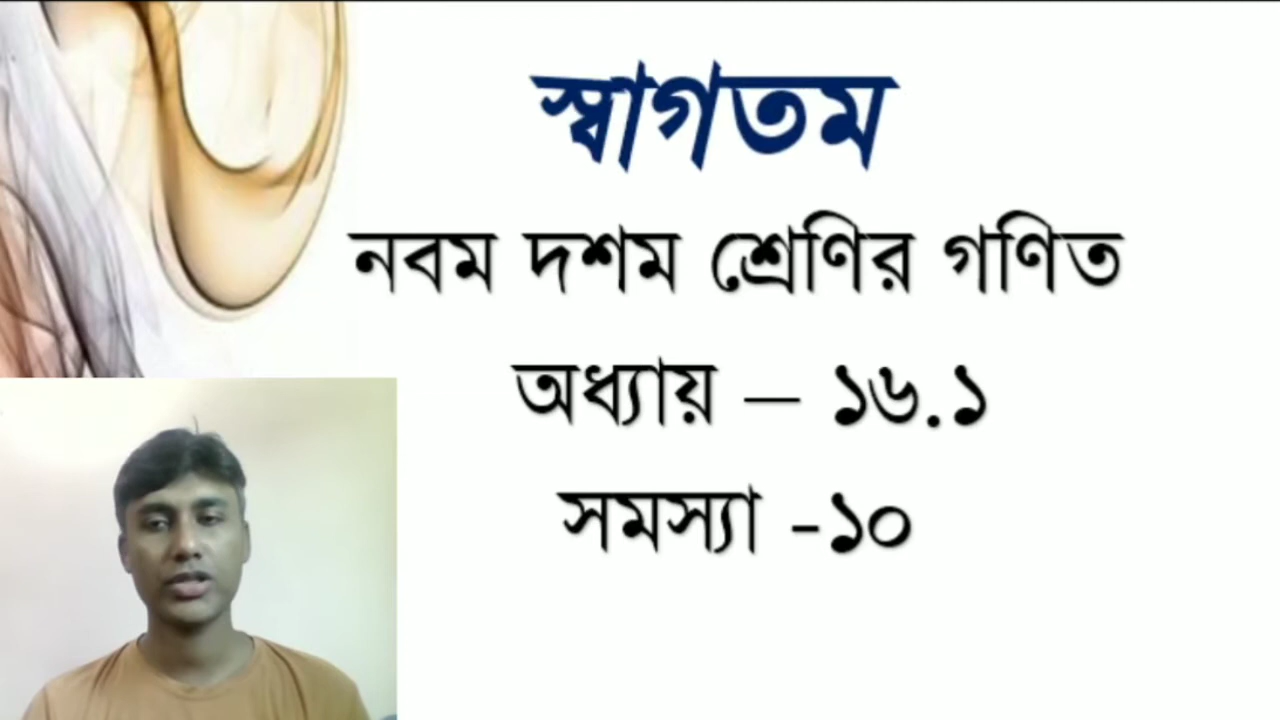 স্বাগতম
নবম দশম শ্রেণির গণিত
অধ্যায় – ১৬.১
সমস্যা -১০